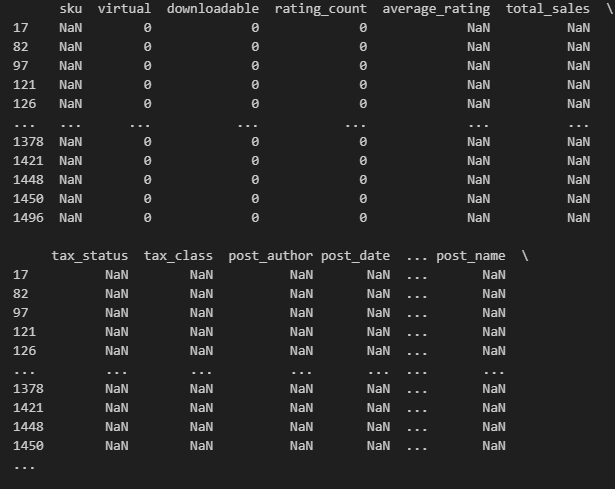 sku virtual downloadable rating_count average_rating total_sales \
17 NaN 0 0 0 NaN NaN
82 NaN 0 0 0 NaN NaN
97 NaN 0 0 0 NaN NaN
121 NaN 0 0 0 NaN NaN
126 NaN 0 0 0 NaN NaN
... ... ... ... ... ... ...
1378 NaN 0 0 0 NaN NaN
1421 NaN 0 0 0 NaN NaN
1448 NaN 0 0 0 NaN NaN
1450 NaN 0 0 0 NaN NaN
1496 NaN 0 0 0 NaN NaN
tax_status tax_class post_author post_date ... post_name \
17 NaN NaN NaN NaN ... NaN
82 NaN NaN NaN NaN ... NaN
97 NaN NaN NaN NaN ... NaN
121 NaN NaN NaN NaN ... NaN
126 NaN NaN NaN NaN ... NaN
... ... ... ... ... ... ...
1378 NaN NaN NaN NaN ... NaN
1421 NaN NaN NaN NaN ... NaN
1448 NaN NaN NaN NaN ... NaN
1450 NaN NaN NaN NaN ... NaN
...